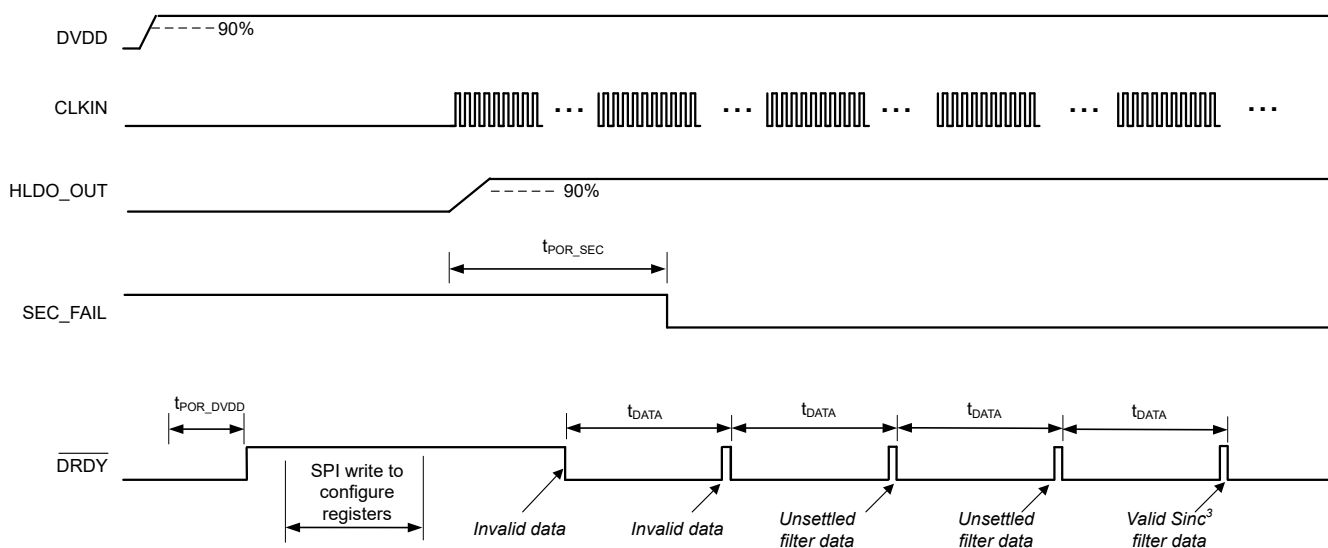 DVDD
90%
CLKIN
... ... ... ... ...
HLDO_OUT
90%
tPOR_SEC
SEC_FAIL
tPOR_DVDD
tDATA
tDATA
tDATA
tDATA
DRDY
SPI write to
configure
registers
Invalid data
Invalid data
Unsettled
filter data
Unsettled
filter data
Valid Sinc³
filter data